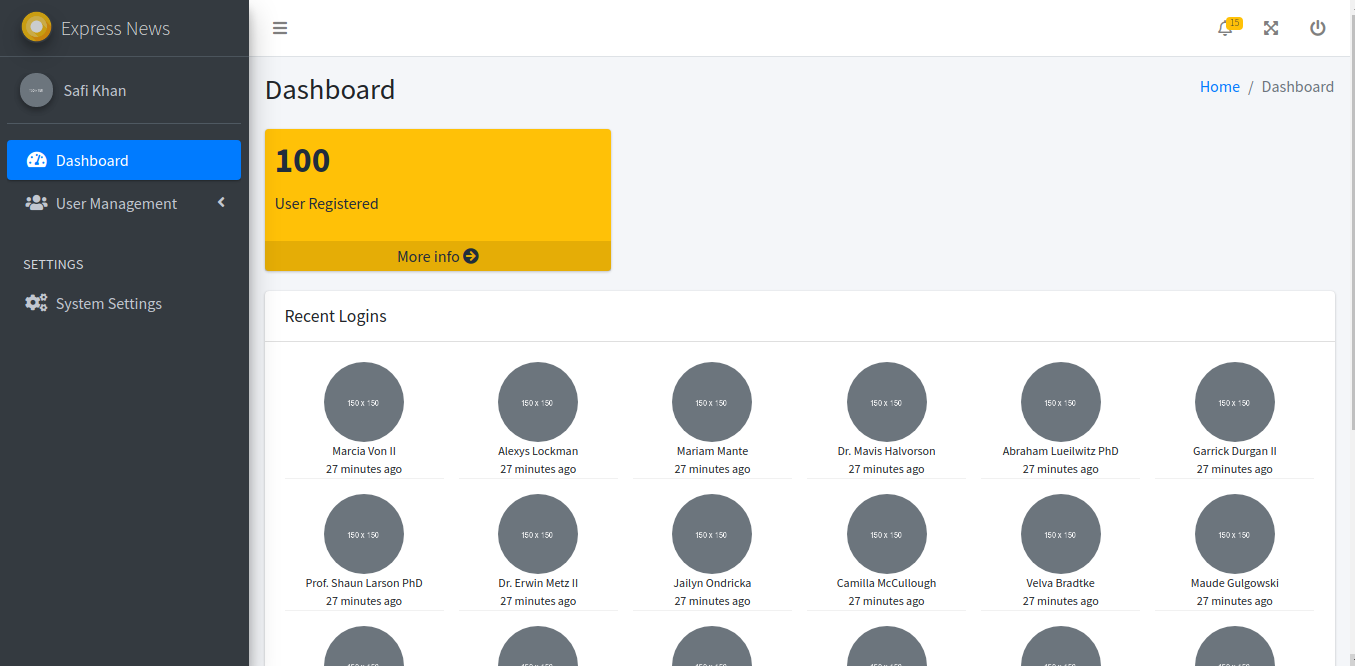 Express News
15
Safi Khan
Dashboard
Home / Dashboard
Dashboard
User Management
SETTINGS
System Settings
100
User Registered
More info
Recent Logins
150 x 150 150 x 150 150 x 150 150 x 150 150 x 150 150 x 150
Marcia Von II Alexys Lockman Mariam Mante Dr. Mavis Halvorson Abraham Lueilwitz PhD Garrick Durgan II
27 minutes ago 27 minutes ago 27 minutes ago 27 minutes ago 27 minutes ago 27 minutes ago
150 x 150 150 x 150 150 x 150 150 x 150 150 x 150 150 x 150
Prof. Shaun Larson PhD Dr. Erwin Metz II Jailyn Ondricka Camilla McCullough Velva Bradtke Maude Gulgowski
27 minutes ago 27 minutes ago 27 minutes ago 27 minutes ago 27 minutes ago 27 minutes ago